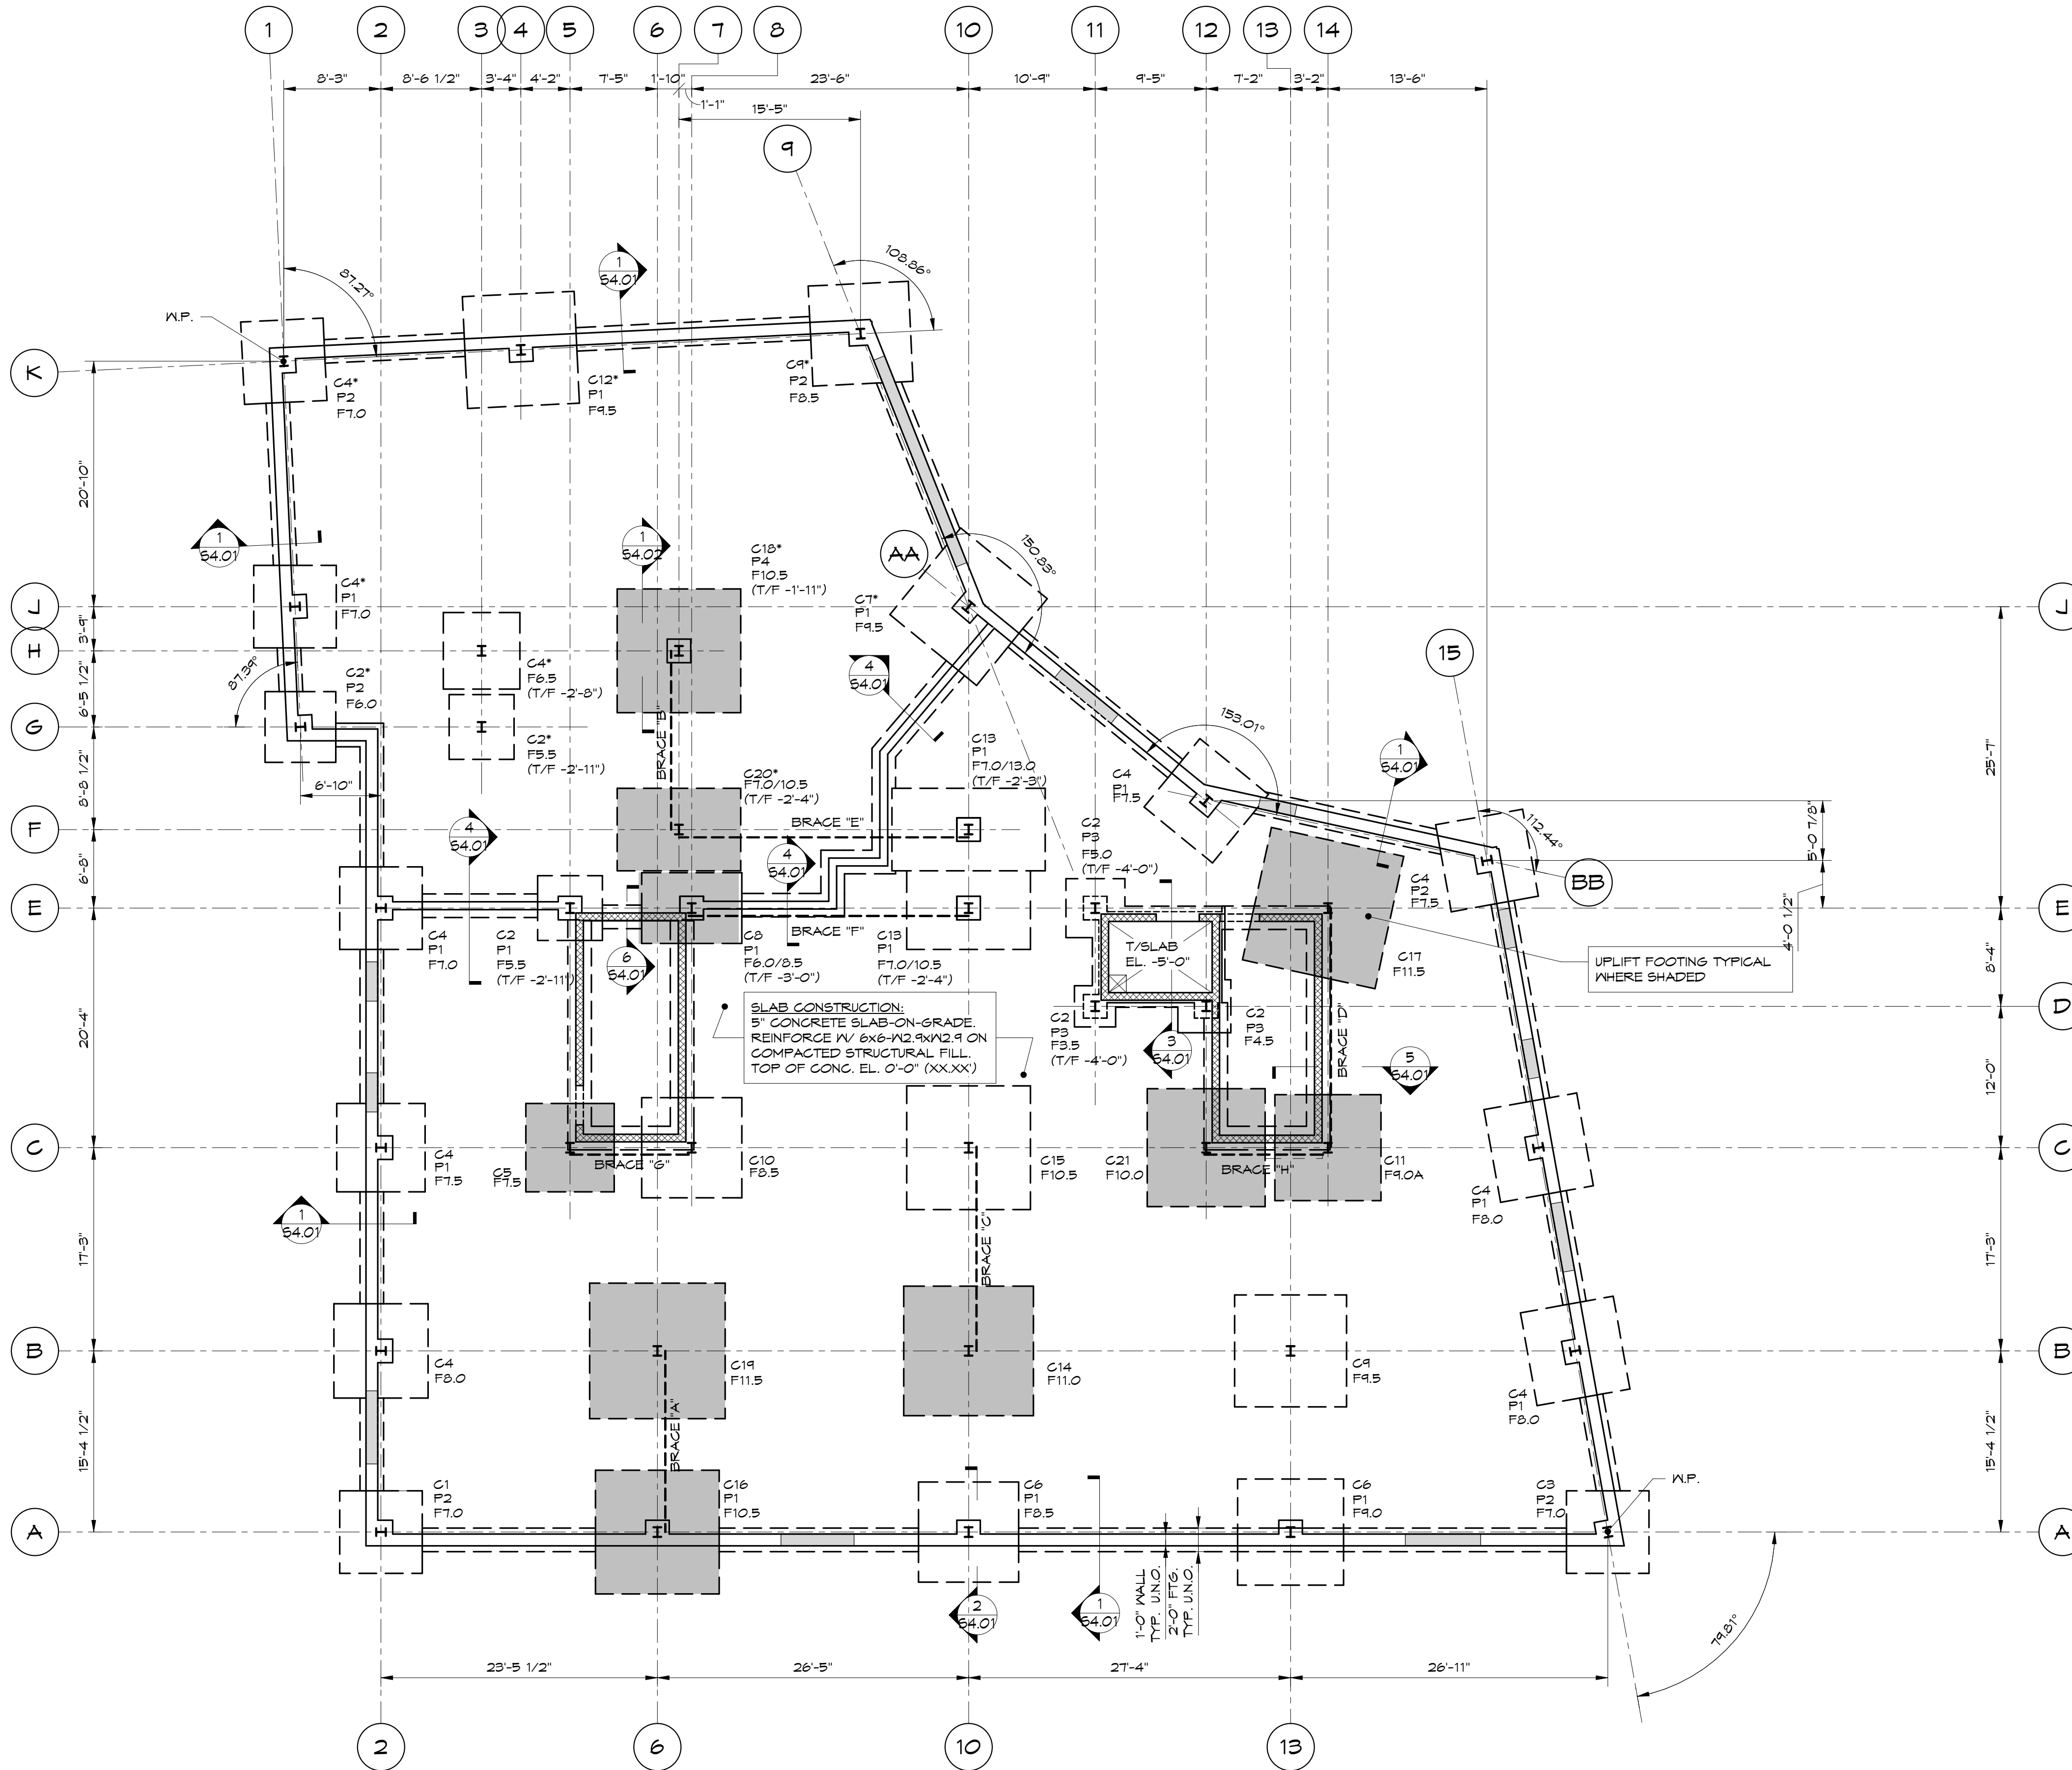 1
2
3
4
5
6
7
8
10
11
12
13
14
8'-3"
8'-6 1/2"
3'-4"
4'-2"
7'-5"
1'-10"
23'-6"
10'-9"
9'-5"
7'-2"
3'-2"
13'-6"
1'-1"
15'-5"
9
108.86°
87.27°
1
S4.01
W.P.
K
C4*
P2
F7.0
C12*
P1
F9.5
C9*
P2
F8.5
20'-10"
1
S4.01
1
S4.02
C18*
P4
F10.5
(T/F -1'-11")
AA
150.83°
C4*
P1
F7.0
C7*
P1
F9.5
J
J
3'-9"
H
C4*
F6.5
(T/F -2'-8")
4
S4.01
15
87.39°
C2*
P2
F6.0
6'-5 1/2"
G
C2*
F5.5
(T/F -2'-11")
BRACE "B"
C13
P1
F7.0/13.0
(T/F -2'-3")
153.01°
1
S4.01
25'-7"
6'-10"
8'-8 1/2"
C20*
F7.0/10.5
(T/F -2'-4")
C4
P1
F7.5
F
4
S4.01
BRACE "E"
C2
P3
F5.0
(T/F -4'-0")
112.44°
5'-0 7/8"
4
S4.01
6'-8"
C4
P2
F7.5
BB
E
E
4'-0 1/2"
C4
P1
F7.0
C2
P1
F5.5
(T/F -2'-11")
6
S4.01
BRACE "F"
C8
P1
F6.0/8.5
(T/F -3'-0")
C13
P1
F7.0/10.5
(T/F -2'-4")
T/SLAB
EL. -5'-0"
C17
F11.5
UPLIFT FOOTING TYPICAL
WHERE SHADED
8'-4"
D
20'-4"
SLAB CONSTRUCTION:
5" CONCRETE SLAB-ON-GRADE.
REINFORCE W/ 6x6-W2.9xW2.9 ON
COMPACTED STRUCTURAL FILL.
TOP OF CONC. EL. 0'-0" (XX.XX')
C2
P3
F3.5
(T/F -4'-0")
3
S4.01
C2
P3
F4.5
BRACE "D"
5
S4.01
12'-0"
C
C
C4
P1
F7.5
C5
F7.5
BRACE "G"
C10
F8.5
C15
F10.5
C21
F10.0
BRACE "H"
C11
F9.0A
1
S4.01
C4
P1
F8.0
17'-3"
BRACE "C"
17'-3"
B
B
C4
F8.0
C19
F11.5
C14
F11.0
C9
F9.5
C4
P1
F8.0
15'-4 1/2"
BRACE "A"
15'-4 1/2"
C1
P2
F7.0
C16
P1
F10.5
C6
P1
F8.5
C6
P1
F9.0
C3
P2
F7.0
W.P.
A
A
2
S4.01
1
S4.01
1'-0" WALL
TYP. U.N.O.
2'-0" FTG.
TYP. U.N.O.
79.81°
23'-5 1/2"
26'-5"
27'-4"
26'-11"
2
6
10
13